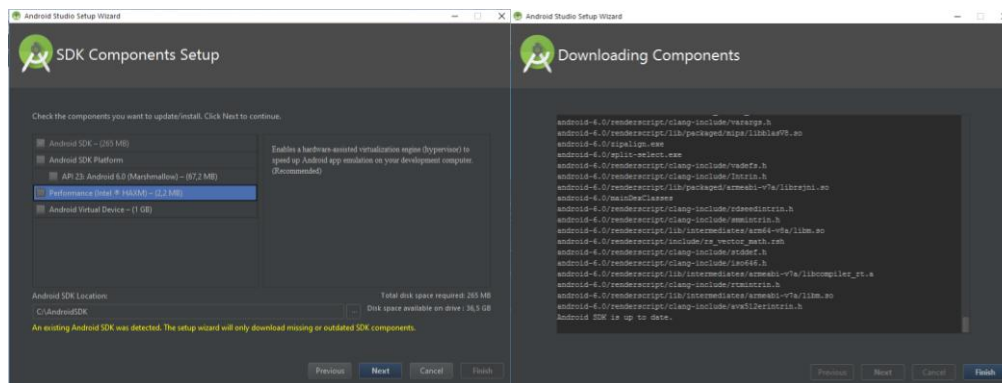 Android Studio Setup Wizard
SDK Components Setup
Check the components you want to update/install. Click Next to continue.
Android SDK – (265 MB)
Android SDK Platform
API 23: Android 6.0 (Marshmallow) – (67,2 MB)
Performance (Intel ® HAXM) – (2,2 MB)
Android Virtual Device – (1 GB)
Enables a hardware-assisted virtualization engine (hypervisor) to
speed up Android app emulation on your development computer.
(Recommended)
Android SDK Location:
C:\AndroidSDK
...
Total disk space required: 265 MB
Disk space available on drive : 36,5 GB
An existing Android SDK was detected. The setup wizard will only download missing or outdated SDK components.
Previous
Next
Cancel
Finish
Android Studio Setup Wizard
Downloading Components
android-6.0/renderscript/clang-include/varargs.h
android-6.0/renderscript/lib/packaged/mips/libblasV8.so
android-6.0/zipalign.exe
android-6.0/split-select.exe
android-6.0/renderscript/clang-include/vadefs.h
android-6.0/renderscript/clang-include/Intrin.h
android-6.0/renderscript/lib/packaged/armeabi-v7a/librsjni.so
android-6.0/mainDexClasses
android-6.0/renderscript/clang-include/rdseedintrin.h
android-6.0/renderscript/clang-include/emmintrin.h
android-6.0/renderscript/lib/intermediates/arm64-v8a/libm.so
android-6.0/renderscript/include/rs_vector_math.rsh
android-6.0/renderscript/clang-include/stddef.h
android-6.0/renderscript/clang-include/iso646.h
android-6.0/renderscript/lib/intermediates/armeabi-v7a/libcompiler_rt.a
android-6.0/renderscript/clang-include/rtmintrin.h
android-6.0/renderscript/lib/intermediates/armeabi-v7a/libm.so
android-6.0/renderscript/clang-include/avx512erintrin.h
Android SDK is up to date.
Previous
Next
Cancel
Finish